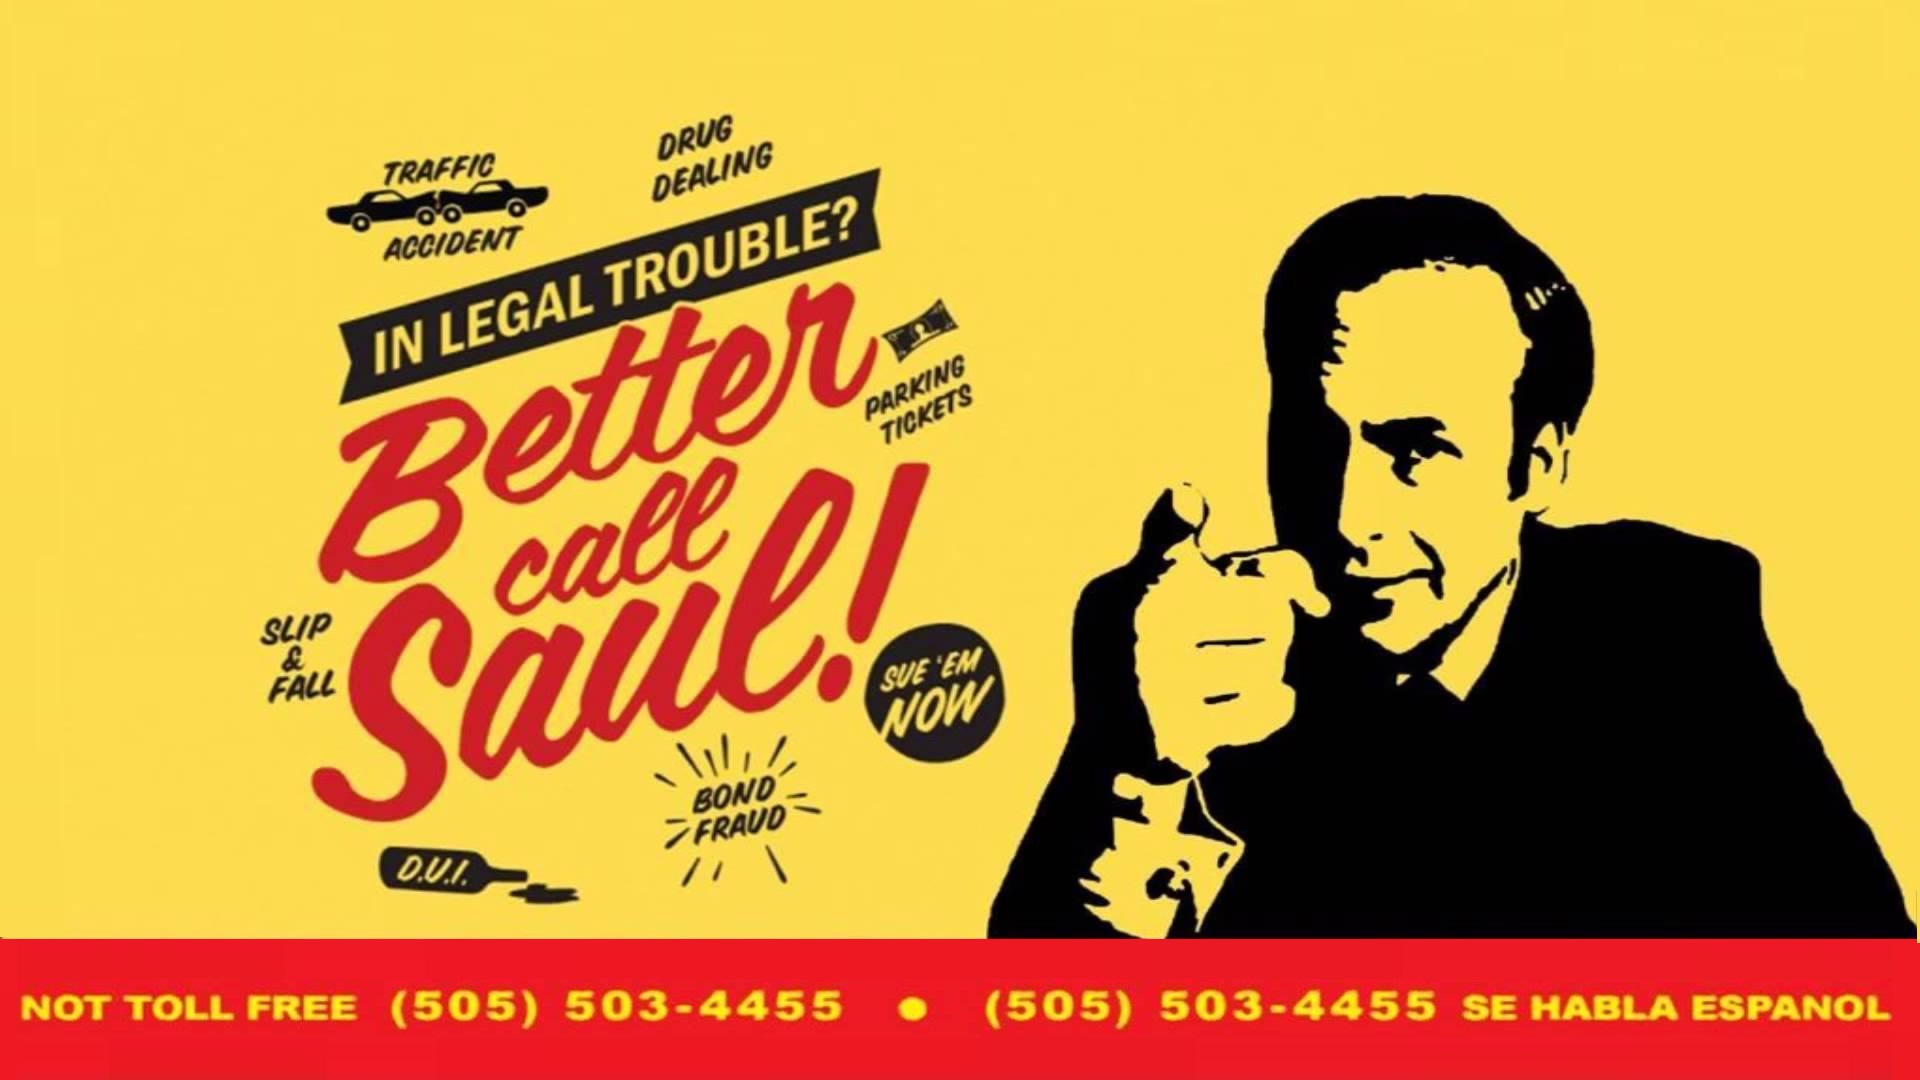 TRAFFIC
ACCIDENT
DRUG
DEALING
IN LEGAL TROUBLE?
Better
call
Saul!
PARKING
TICKETS
SLIP
&
FALL
SUE 'EM
NOW
BOND
FRAUD
D.U.I.
NOT TOLL FREE (505) 503-4455 • (505) 503-4455 SE HABLA ESPANOL